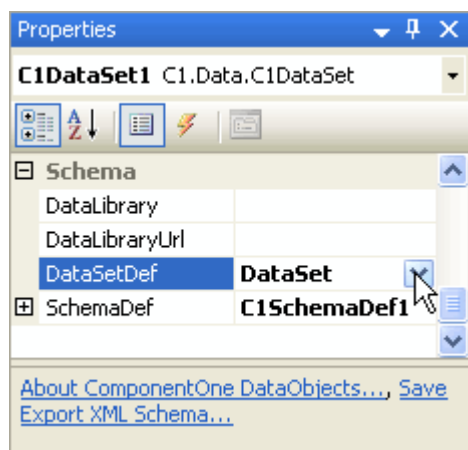 Properties
C1DataSet1 C1.Data.C1DataSet
A
Z
Schema
DataLibrary
DataLibraryUrl
DataSetDef DataSet
SchemaDef C1SchemaDef1
About ComponentOne DataObjects..., Save
Export XML Schema...